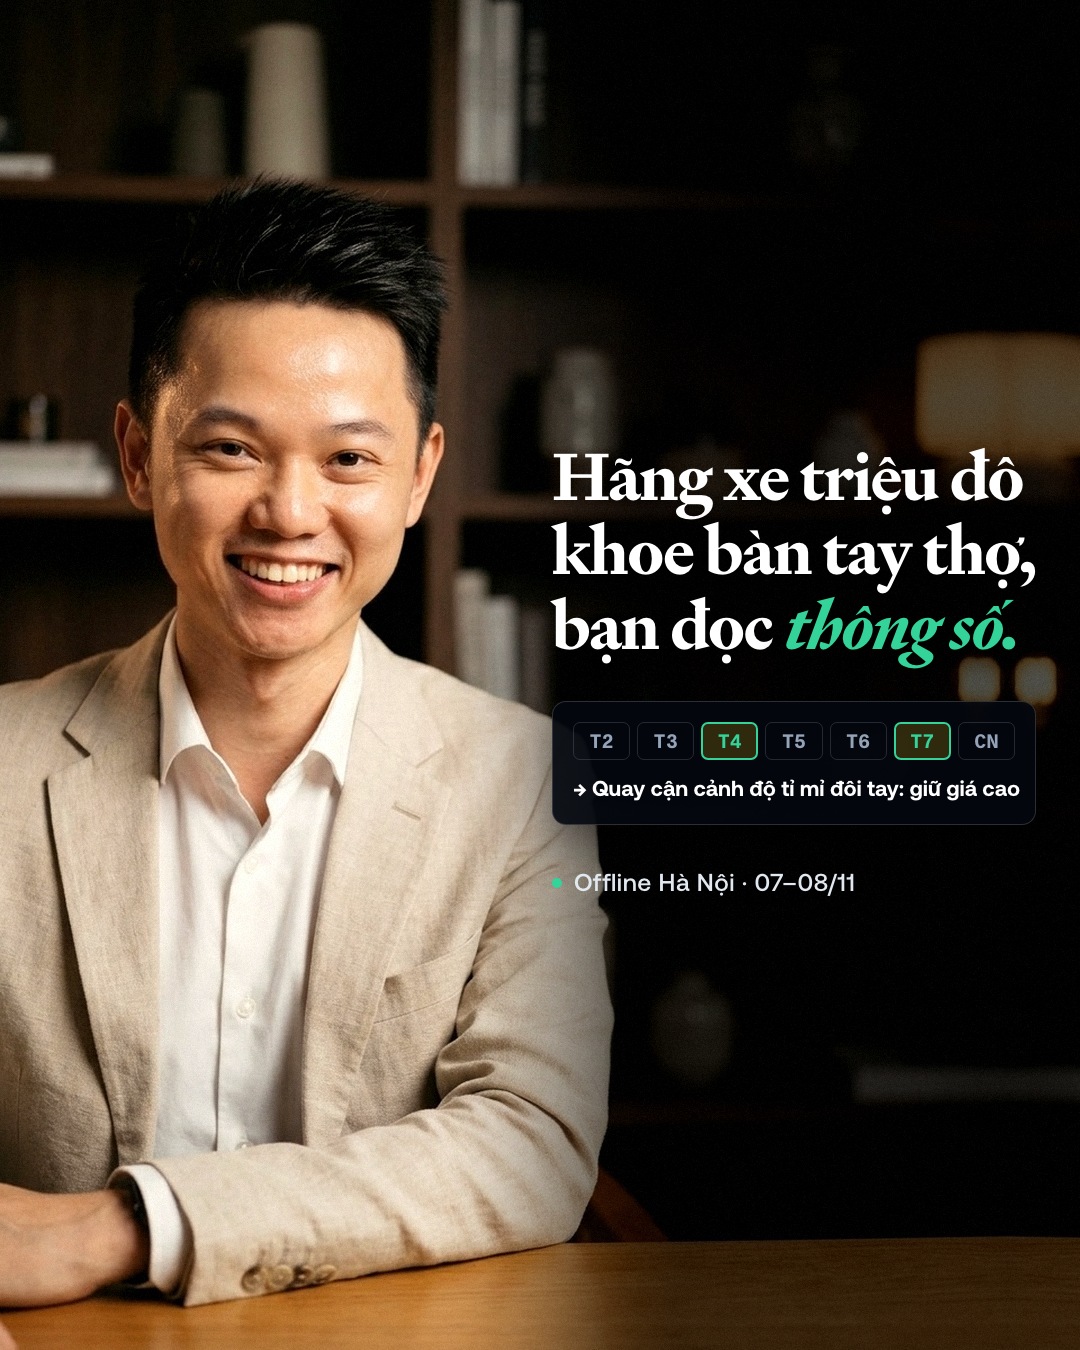 Hãng xe triệu đô
khoe bàn tay thợ,
bạn đọc thông số.
T2 T3 T4 T5 T6 T7 CN
→ Quay cận cảnh độ tỉ mỉ đôi tay: giữ giá cao
Offline Hà Nội · 07–08/11